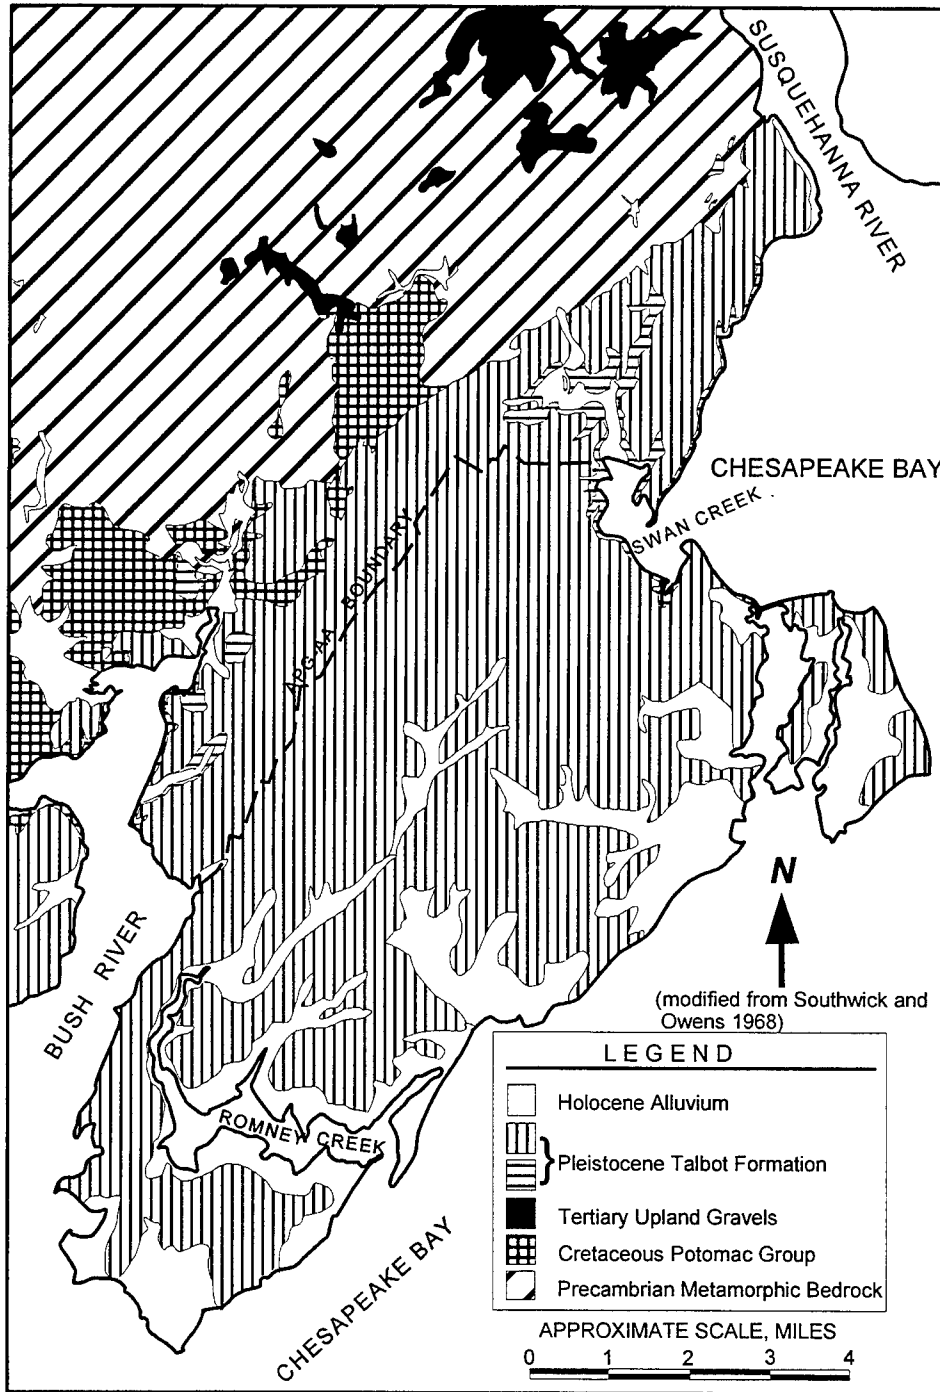 SUSQUEHANNA RIVER
CHESAPEAKE BAY
SWAN CREEK
APG-AA BOUNDARY
BUSH RIVER
ROMNEY CREEK
CHESAPEAKE BAY
N
(modified from Southwick and
Owens 1968)
LEGEND
Holocene Alluvium
Pleistocene Talbot Formation
Tertiary Upland Gravels
Cretaceous Potomac Group
Precambrian Metamorphic Bedrock
APPROXIMATE SCALE, MILES
0 1 2 3 4